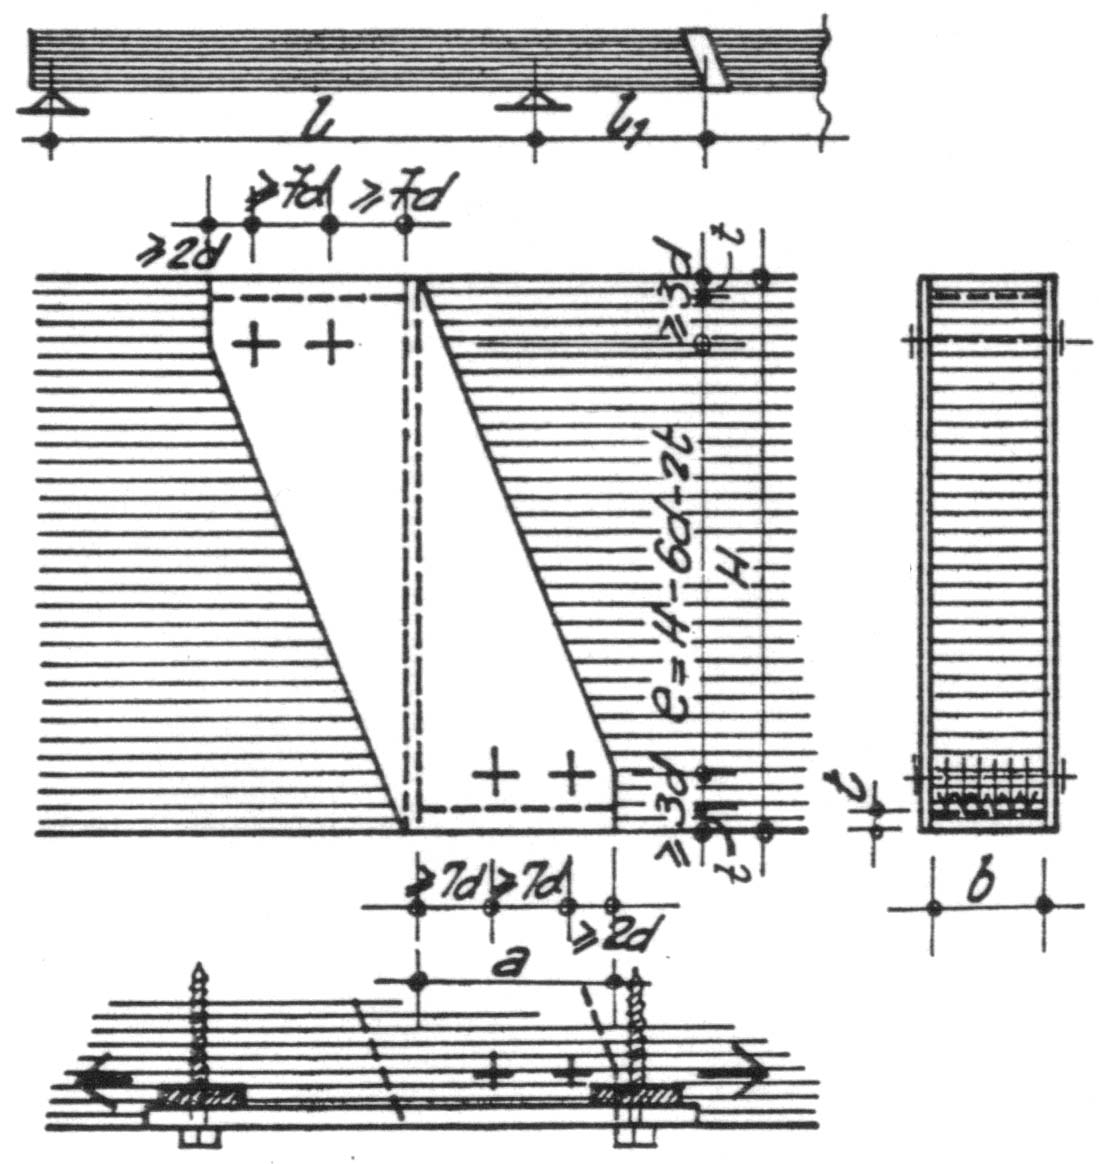 l l1
≥7d ≥7d
≥2d
t
≥3d
e=H-6d-2t
H
≥3d
t
t
b
≥7d ≥7d
≥2d
a